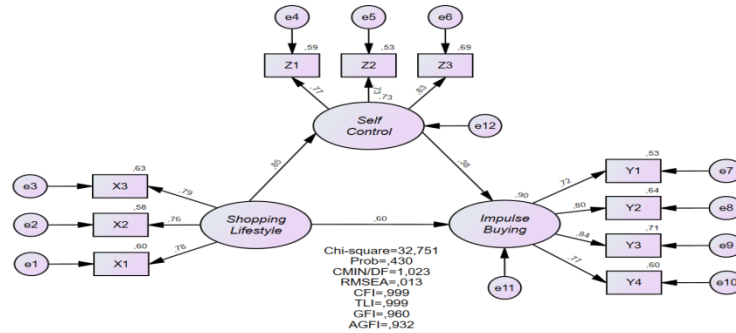 e4
e5
e6
,59
,53
,69
Z1
Z2
Z3
,77
,73
,83
,73
Self
Control
e12
,85
,38
,63
e3
X3
,79
,58
e2
X2
,76
,60
e1
X1
,78
Shopping
Lifestyle
,60
,90
Impulse
Buying
e11
,72
,53
Y1
e7
,80
,64
Y2
e8
,84
,71
Y3
e9
,77
,60
Y4
e10
Chi-square=32,751
Prob=,430
CMIN/DF=1,023
RMSEA=,013
CFI=,999
TLI=,999
GFI=,960
AGFI=,932